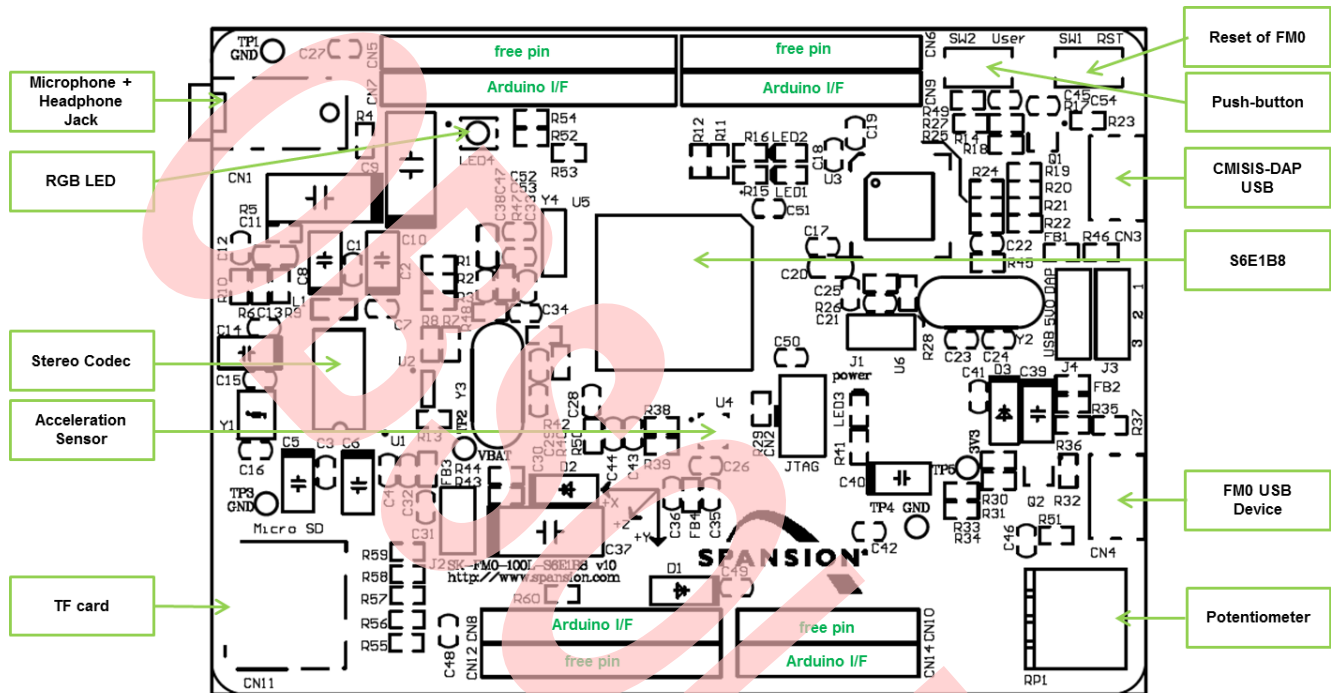 Microphone +
Headphone
Jack
RGB LED
Stereo Codec
Acceleration
Sensor
TF card
Reset of FM0
Push-button
CMISIS-DAP
USB
S6E1B8
FM0 USB
Device
Potentiometer
TP1
GND
C27
CN5
free pin
free pin
CN6
SW2 User
SW1 RST
CN7
Arduino I/F
Arduino I/F
CN9
R4
LED4
R54
R52
R53
R12
R11
R16
LED2
R15
LED1
C18
C19
U3
R49
R27
R25
R14
R18
C45
R17
C54
R23
Q1
CN1
C9
R5
C11
C12
C10
C1
C8
C2
R10
R6
C13
R9
L1
C7
C14
C15
Y1
C16
C52
C53
C38
C47
R47
C33
Y4
U5
R1
R2
R3
R48
C34
R8
R7
U2
Y3
R13
TP2
VBAT
U1
C51
C17
C20
C25
R26
C21
J1
power
U6
R28
R24
R19
R20
R21
R22
C22
R45
FB1
R46
CN3
USB 5V0 DAP
1
2
3
C23
C24
Y2
J4
J3
C50
U4
R29
CN2
JTAG
LED3
R41
C40
C41
D3
C39
FB2
R35
R37
R36
3V3
TP5
C28
R38
R39
R50
C44
C43
R42
C29
R40
C30
C26
C5
C3
C6
C4
C32
C31
FB3
R44
R43
D2
+X
+Z
+Y
C36
FB4
C35
C37
TP3
GND
Micro SD
J2
SK-FM0-100L-S6E1B8 v10
http://www.spansion.com
SPANSION
TP4 GND
C42
R30
R31
R33
R34
Q2
R32
C46
R51
CN4
R59
R58
R57
R56
R55
CN11
R60
D1
C49
C48
CN8
Arduino I/F
free pin
CN10
CN12
free pin
Arduino I/F
CN14
RP1